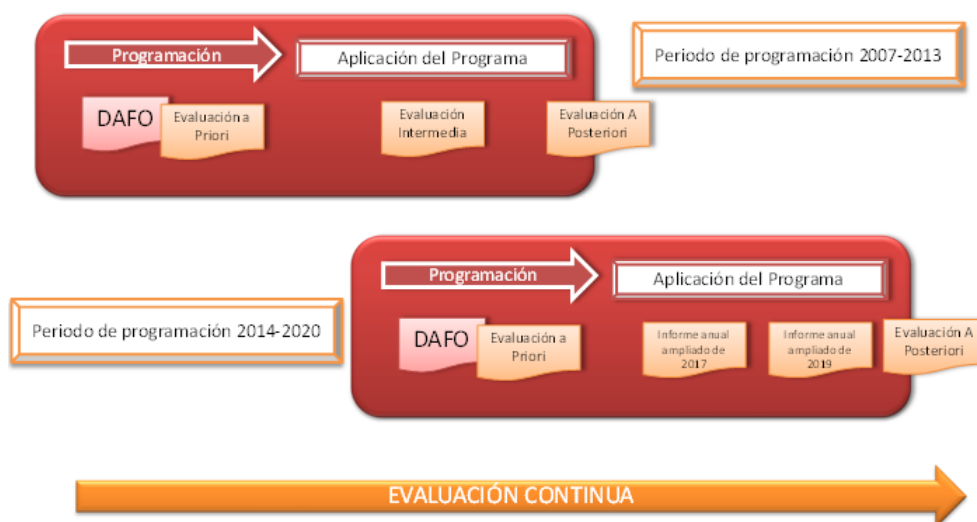 Programación
Aplicación del Programa
Periodo de programación 2007-2013
DAFO
Evaluación a
Priori
Evaluación
Intermedia
Evaluación A
Posteriori
Programación
Aplicación del Programa
Periodo de programación 2014-2020
DAFO
Evaluación a
Priori
Informe anual
ampliado de
2017
Informe anual
ampliado de
2019
Evaluación A
Posteriori
EVALUACIÓN CONTINUA